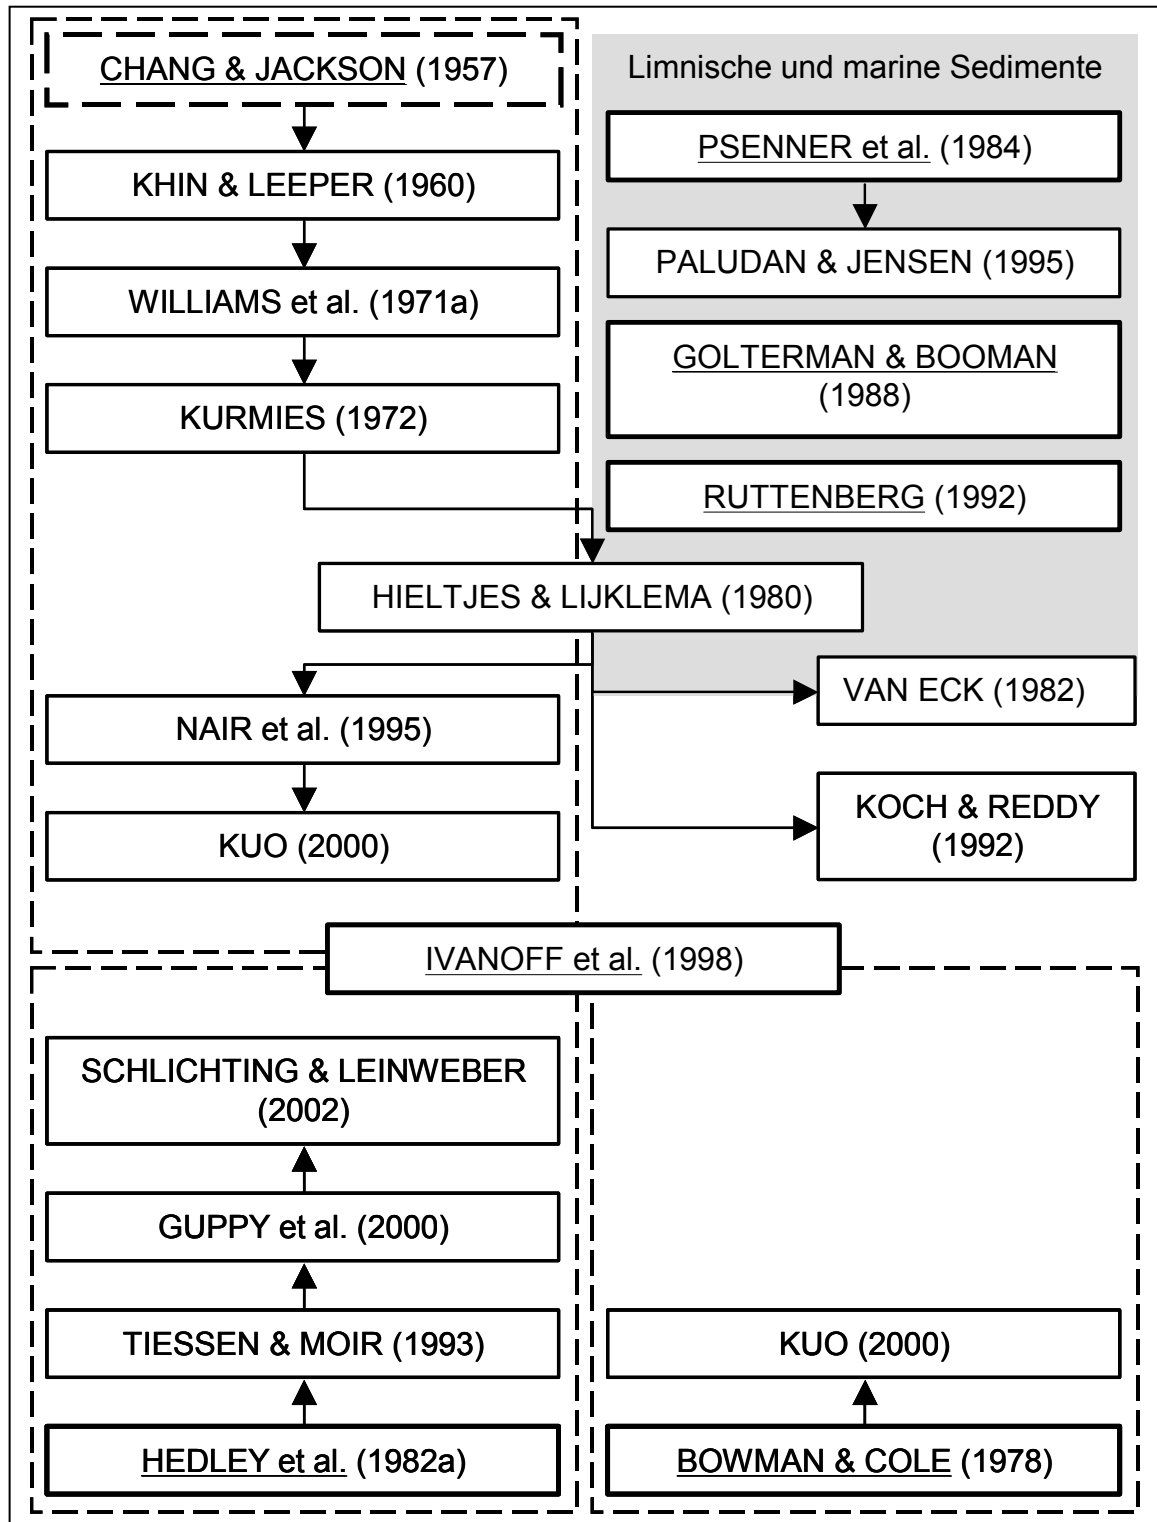 CHANG & JACKSON (1957)
KHIN & LEEPER (1960)
WILLIAMS et al. (1971a)
KURMIES (1972)
Limnische und marine Sedimente
PSENNER et al. (1984)
PALUDAN & JENSEN (1995)
GOLTERMAN & BOOMAN
(1988)
RUTTENBERG (1992)
HIELTJES & LIJKLEMA (1980)
NAIR et al. (1995)
KUO (2000)
VAN ECK (1982)
KOCH & REDDY
(1992)
IVANOFF et al. (1998)
SCHLICHTING & LEINWEBER
(2002)
GUPPY et al. (2000)
TIESSEN & MOIR (1993)
HEDLEY et al. (1982a)
KUO (2000)
BOWMAN & COLE (1978)